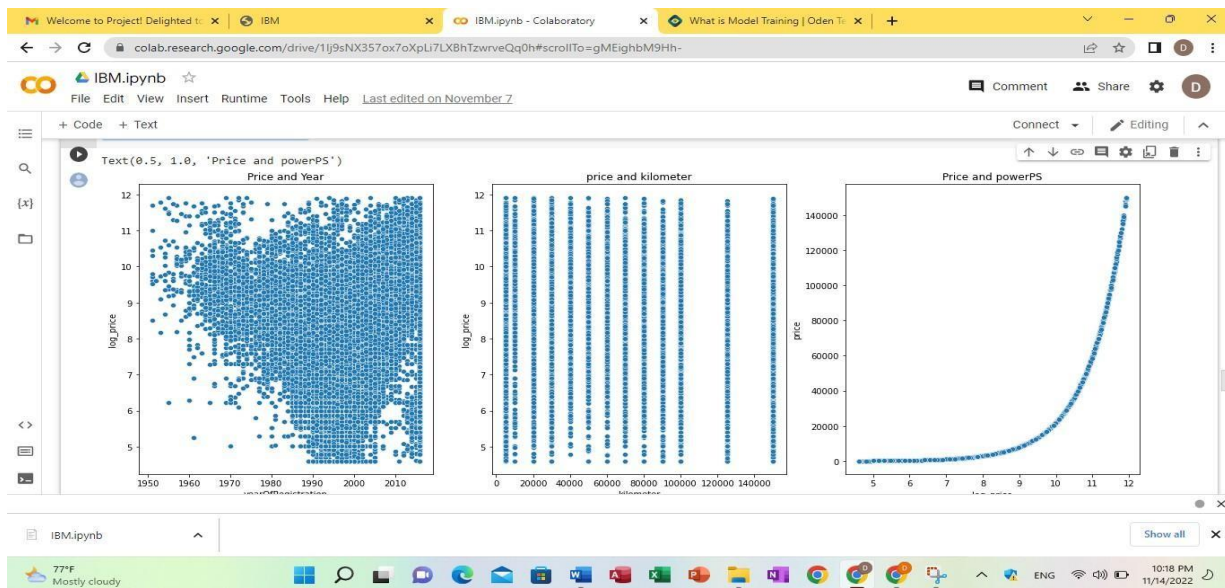 Welcome to Project! Delighted to
IBM
IBM.ipynb - Colaboratory
What is Model Training | Oden Te
colab.research.google.com/drive/1Ij9sNX357ox7oXpLi7LXBhTzwrveQq0h#scrollTo=gMEighbM9Hh-
IBM.ipynb
Comment Share D
File Edit View Insert Runtime Tools Help Last edited on November 7
+ Code + Text Connect Editing
Text(0.5, 1.0, 'Price and powerPS')
Price and Year
12
11
10
9
8
7
6
5
log_price
1950 1960 1970 1980 1990 2000 2010
yearOfRegistration
price and kilometer
12
11
10
9
8
7
6
5
log_price
0 20000 40000 60000 80000 100000 120000 140000
kilometer
Price and powerPS
140000
120000
100000
80000
60000
40000
20000
0
price
5 6 7 8 9 10 11 12
log_price
IBM.ipynb
Show all
77°F
Mostly cloudy
ENG
10:18 PM
11/04/2022